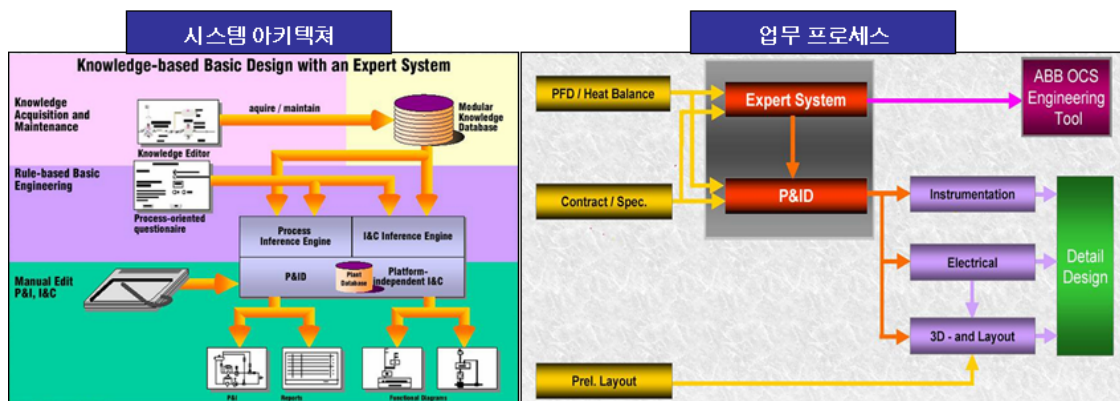 시스템 아키텍쳐
Knowledge-based Basic Design with an Expert System
Knowledge
Acquisition and
Maintenance
aquire / maintain
Modular
Knowledge
Database
Knowledge Editor
Rule-based Basic
Engineering
Process-oriented
questionaire
Process
Inference Engine
I&C Inference Engine
Manual Edit
P&I, I&C
P&ID
Plant
Database
Platform-
independent I&C
P&I
Reports
Functional Diagrams
업무 프로세스
PFD / Heat Balance
Expert System
ABB OCS
Engineering
Tool
Contract / Spec.
P&ID
Instrumentation
Electrical
Detail
Design
3D - and Layout
Prel. Layout